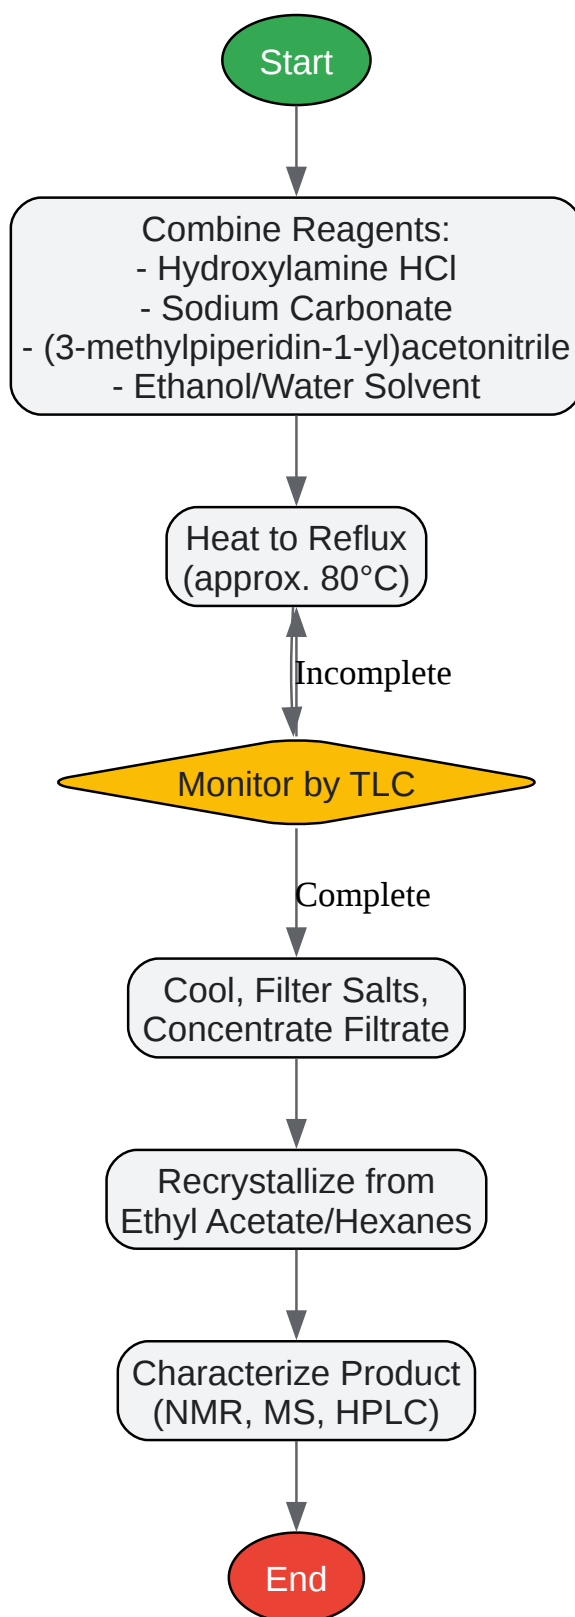 Start
Combine Reagents:
- Hydroxylamine HCl
- Sodium Carbonate
- (3-methylpiperidin-1-yl)acetonitrile
- Ethanol/Water Solvent
Heat to Reflux
(approx. 80°C)
Incomplete
Monitor by TLC
Complete
Cool, Filter Salts,
Concentrate Filtrate
Recrystallize from
Ethyl Acetate/Hexanes
Characterize Product
(NMR, MS, HPLC)
End